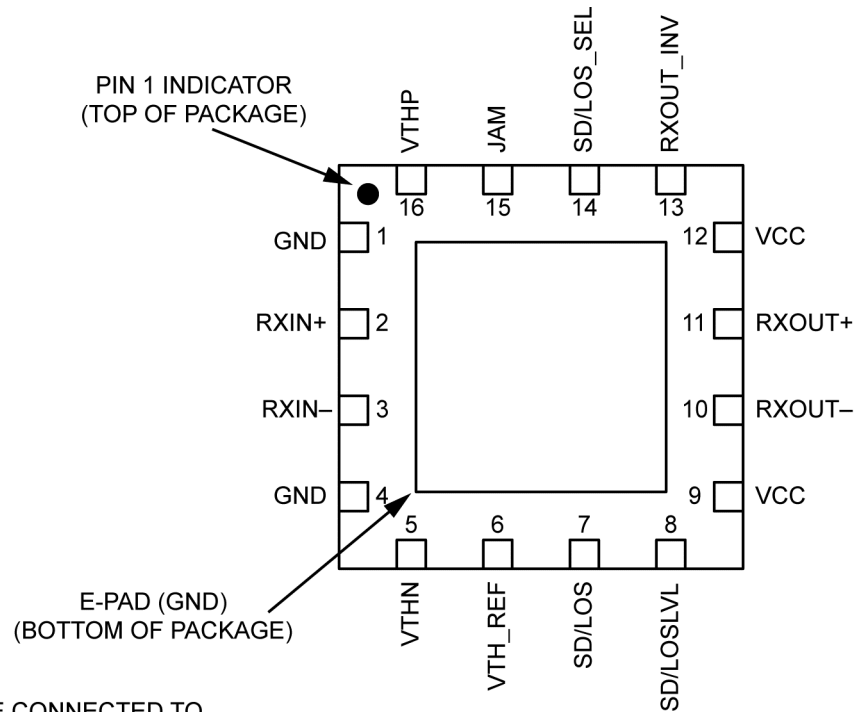 PIN 1 INDICATOR
(TOP OF PACKAGE)
VTHP
JAM
SD/LOS_SEL
RXOUT_INV
16
15
14
13
GND 1
12 VCC
RXIN+ 2
11 RXOUT+
RXIN– 3
10 RXOUT–
GND 4
9 VCC
5
6
7
8
VTHN
VTH_REF
SD/LOS
SD/LOSLVL
E-PAD (GND)
(BOTTOM OF PACKAGE)
CONNECTED TO